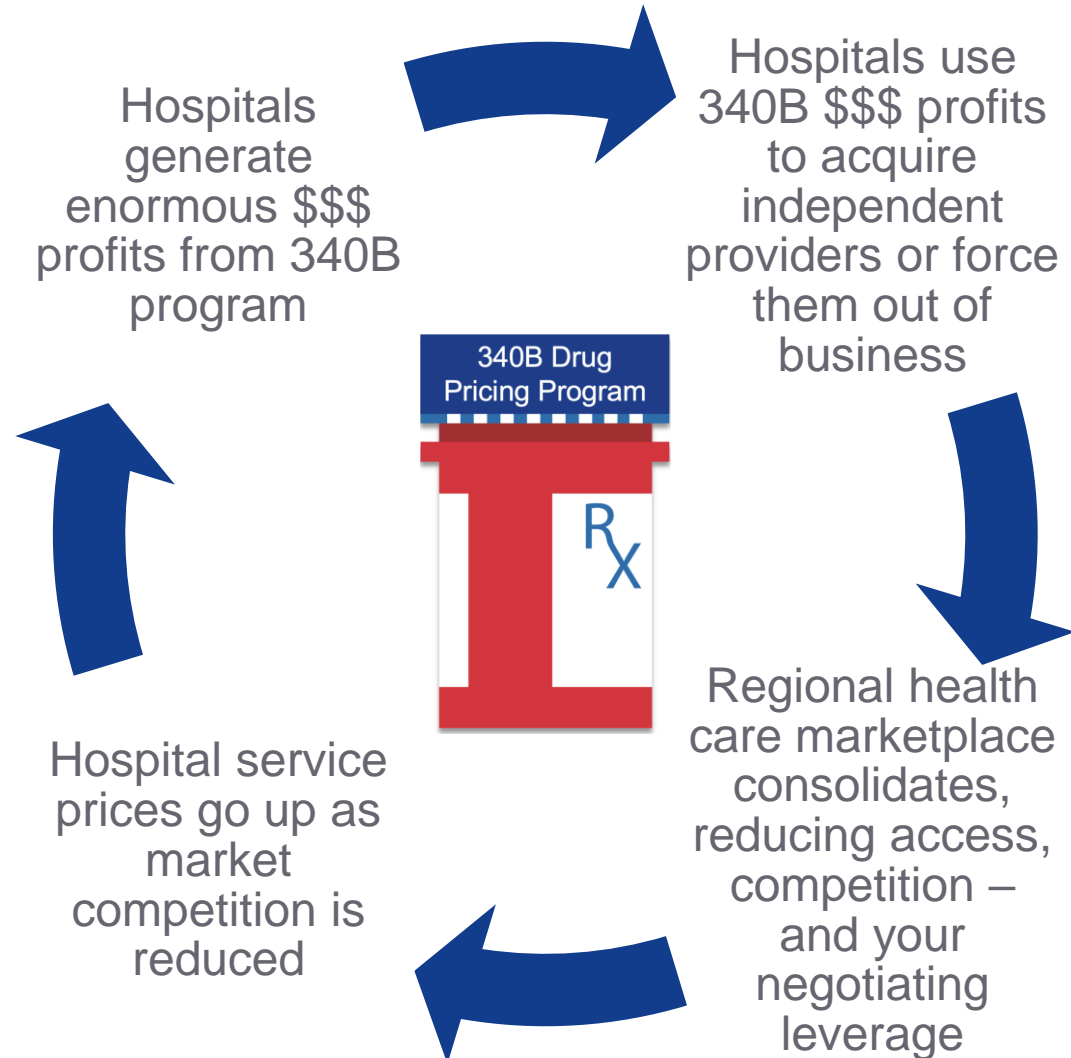 Hospitals
generate
enormous $$$
profits from 340B
program
Hospitals use
340B $$$ profits
to acquire
independent
providers or force
them out of
business
340B Drug
Pricing Program
RX
Regional health
care marketplace
consolidates,
reducing access,
competition –
and your
negotiating
leverage
Hospital service
prices go up as
market
competition is
reduced